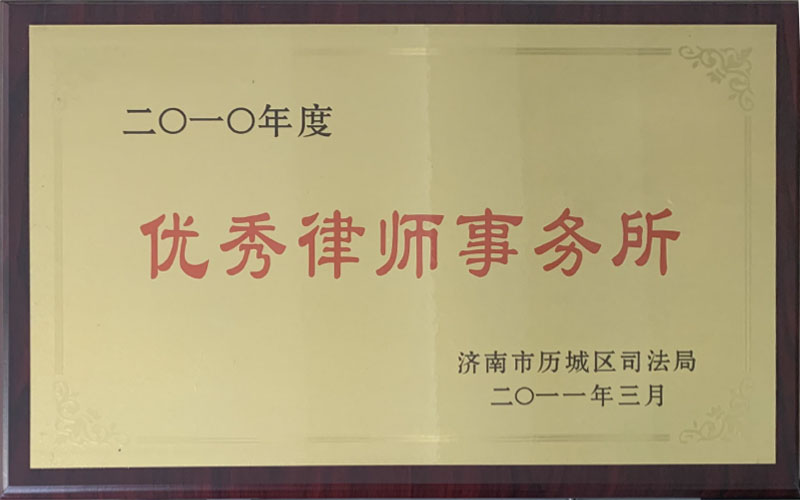 二〇一〇年度
优秀律师事务所
济南市历城区司法局
二〇一一年三月